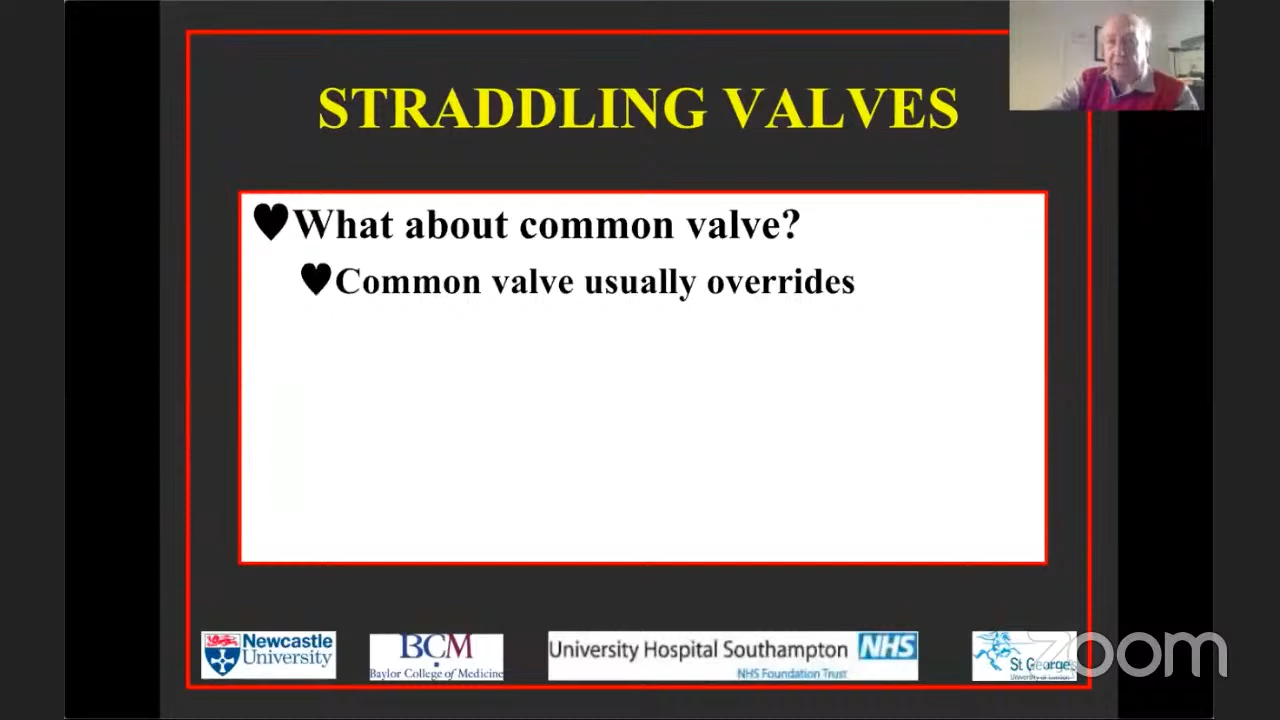 STRADDLING VALVES
What about common valve?
Common valve usually overrides
Newcastle
University
BCM
Baylor College of Medicine
University Hospital Southampton NHS
NHS Foundation Trust
St George's
zoom